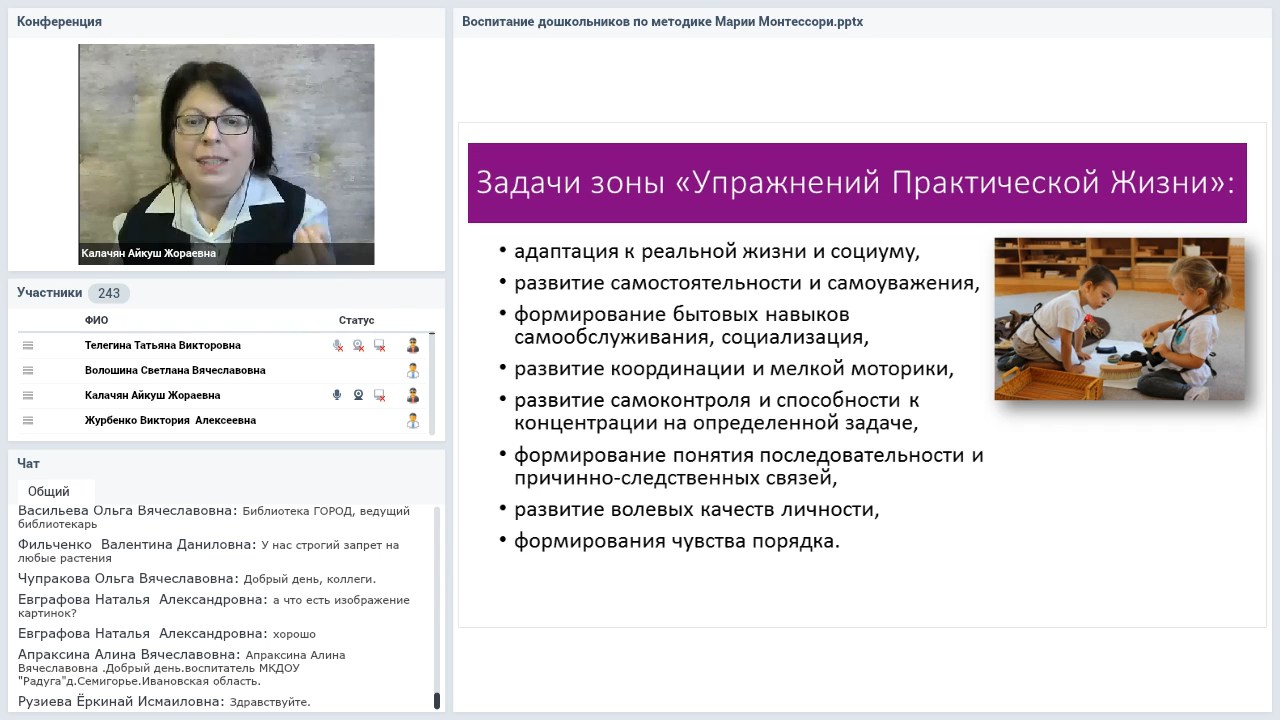 Конференция
Калачян Айкуш Жораевна
Участники 243
ФИО Статус
Телегина Татьяна Викторовна
Волошина Светлана Вячеславовна
Калачян Айкуш Жораевна
Журбенко Виктория  Алексеевна
Чат
Общий
Васильева Ольга Вячеславовна: Библиотека ГОРОД, ведущий
библиотекарь
Фильченко  Валентина Даниловна: У нас строгий запрет на
любые растения
Чупракова Ольга Вячеславовна: Добрый день, коллеги.
Евграфова Наталья  Александровна: а что есть изображение
картинок?
Евграфова Наталья  Александровна: хорошо
Апраксина Алина Вячеславовна: Апраксина Алина
Вячеславовна .Добрый день.воспитатель МКДОУ
"Радуга"д.Семигорье.Ивановская область.
Рузиева Ёркинай Исмаиловна: Здравствуйте.
Воспитание дошкольников по методике Марии Монтессори.pptx
Задачи зоны «Упражнений Практической Жизни»:
• адаптация к реальной жизни и социуму,
• развитие самостоятельности и самоуважения,
• формирование бытовых навыков
самообслуживания, социализация,
• развитие координации и мелкой моторики,
• развитие самоконтроля и способности к
концентрации на определенной задаче,
• формирование понятия последовательности и
причинно-следственных связей,
• развитие волевых качеств личности,
• формирования чувства порядка.